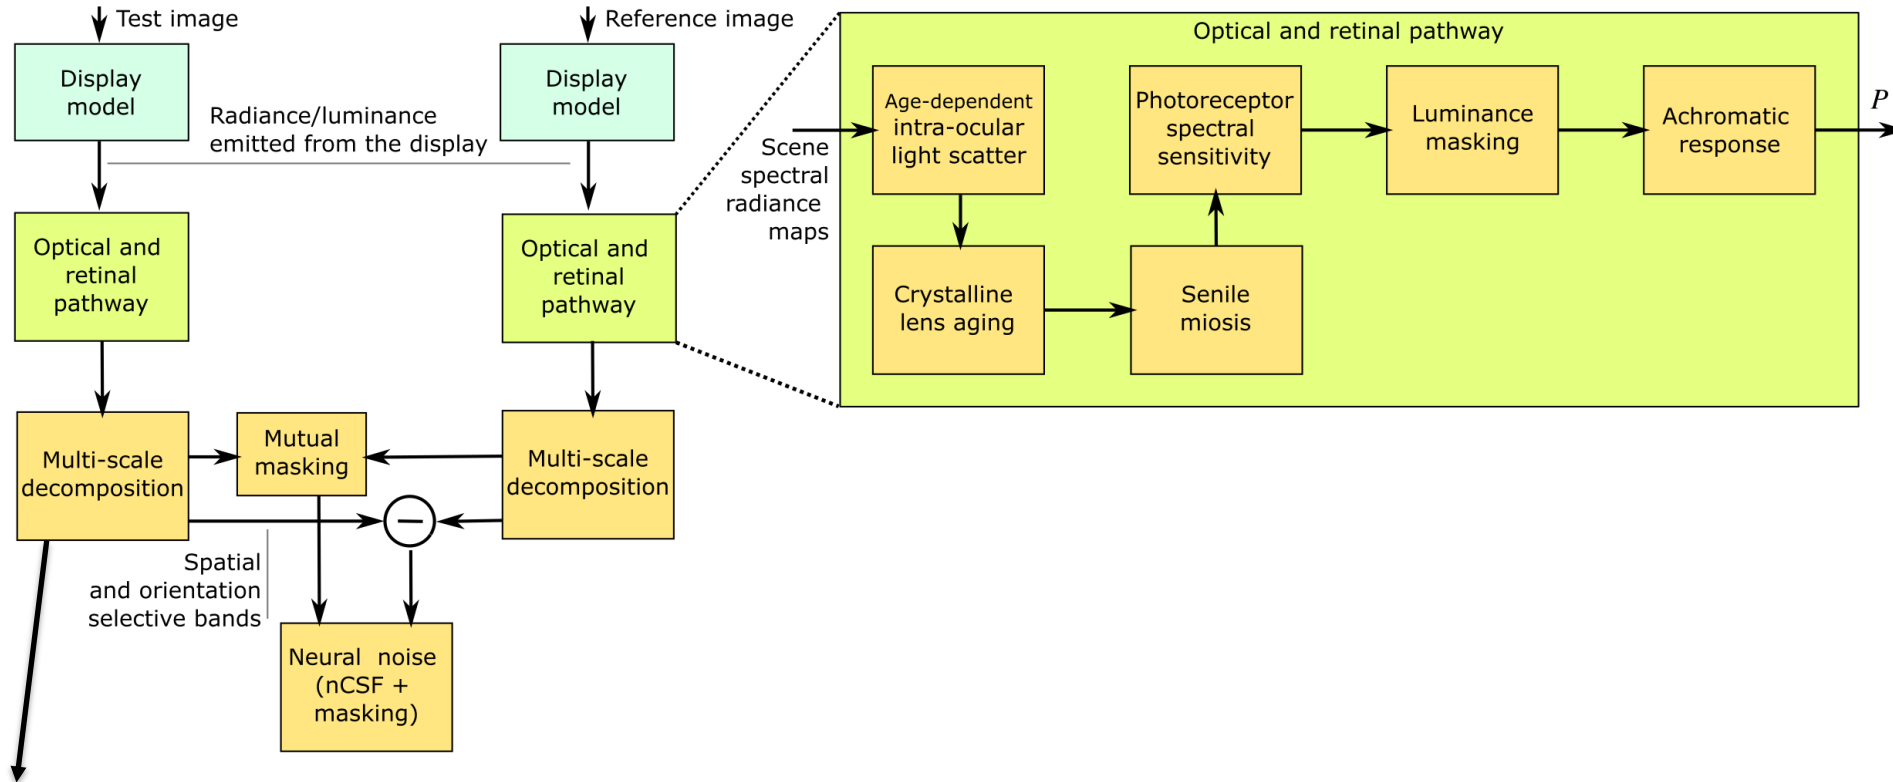 Test image
Reference image
Display
model
Display
model
Radiance/luminance
emitted from the display
Optical and
retinal
pathway
Optical and
retinal
pathway
Multi-scale
decomposition
Mutual
masking
Multi-scale
decomposition
Spatial
and orientation
selective bands
Neural noise
(nCSF +
masking)
Optical and retinal pathway
Scene
spectral
radiance
maps
Age-dependent
intra-ocular
light scatter
Crystalline
lens aging
Senile
miosis
Photoreceptor
spectral
sensitivity
Luminance
masking
Achromatic
response
P